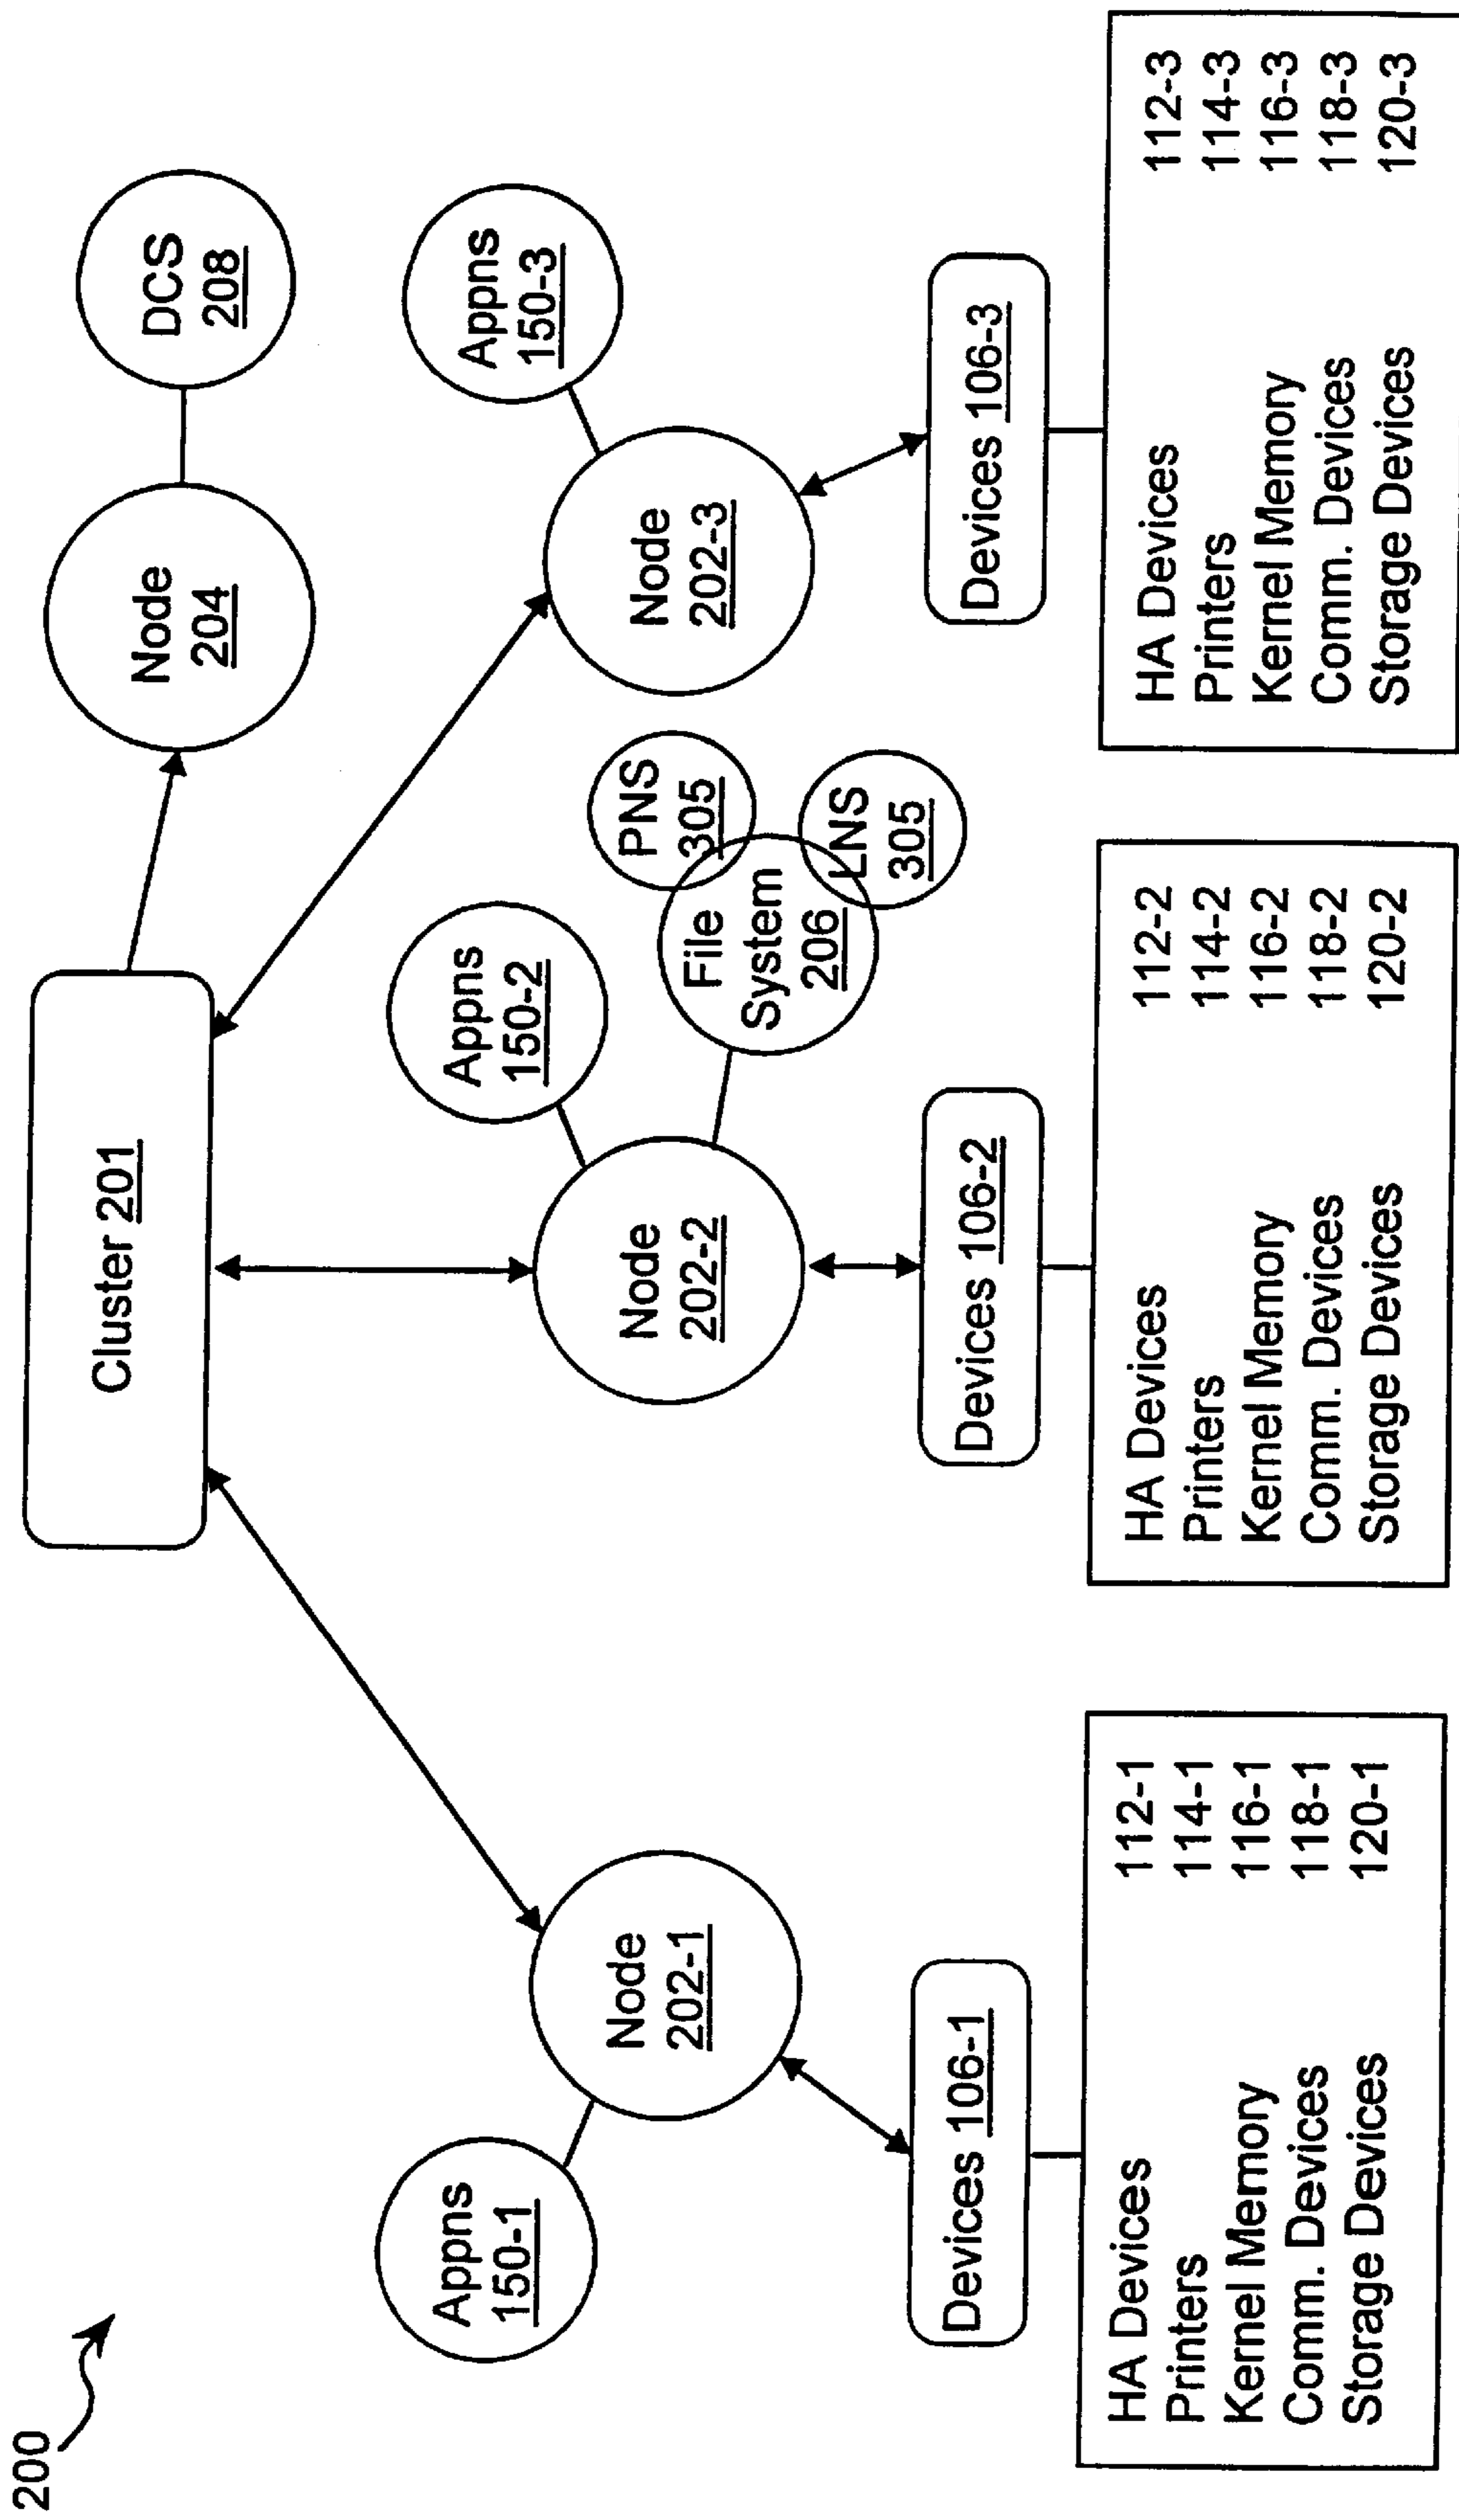 200
Cluster 201
Node
204
DCS
208
Appns
150-1
Node
202-1
Appns
150-2
Node
202-2
File
System
206
PNS
305
LNS
305
Node
202-3
Appns
150-3
Devices 106-1
HA Devices 112-1
Printers 114-1
Kernel Memory 116-1
Comm. Devices 118-1
Storage Devices 120-1
Devices 106-2
HA Devices 112-2
Printers 114-2
Kernel Memory 116-2
Comm. Devices 118-2
Storage Devices 120-2
Devices 106-3
HA Devices 112-3
Printers 114-3
Kernel Memory 116-3
Comm. Devices 118-3
Storage Devices 120-3